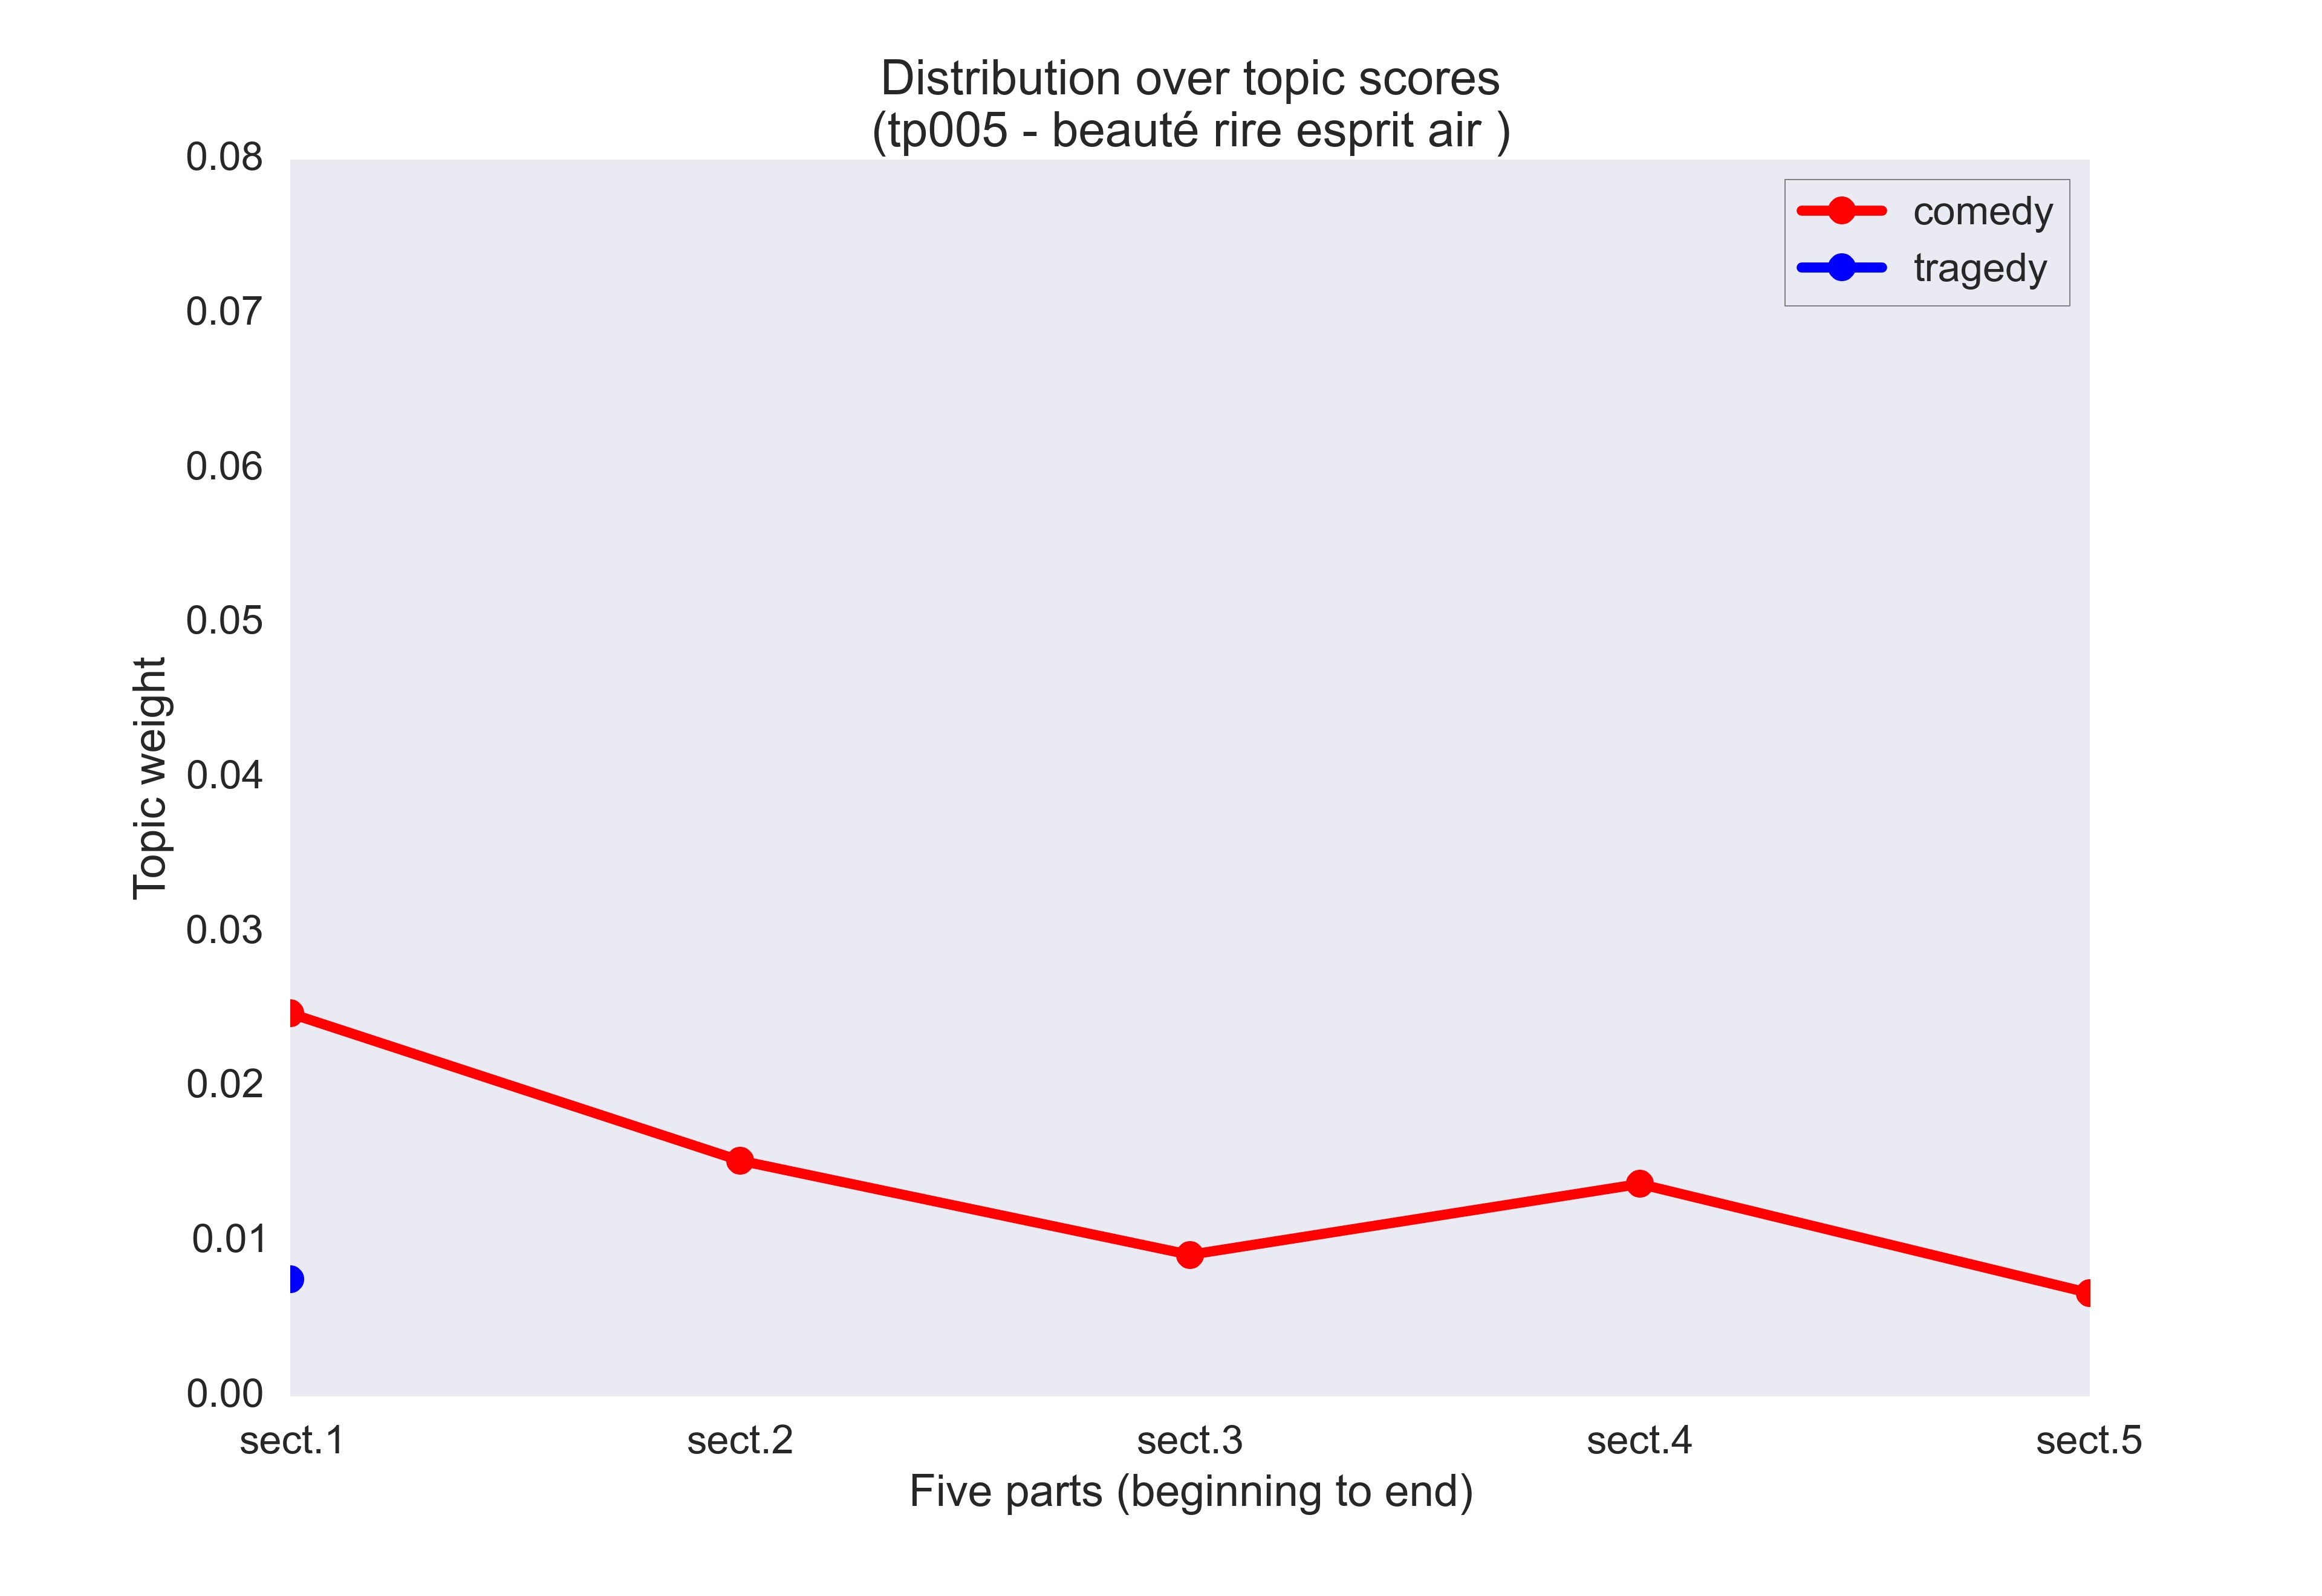 Distribution over topic scores
(tp005 - beauté rire esprit air )
comedy
tragedy
Topic weight
0.08
0.07
0.06
0.05
0.04
0.03
0.02
0.01
0.00
sect.1 sect.2 sect.3 sect.4 sect.5
Five parts (beginning to end)